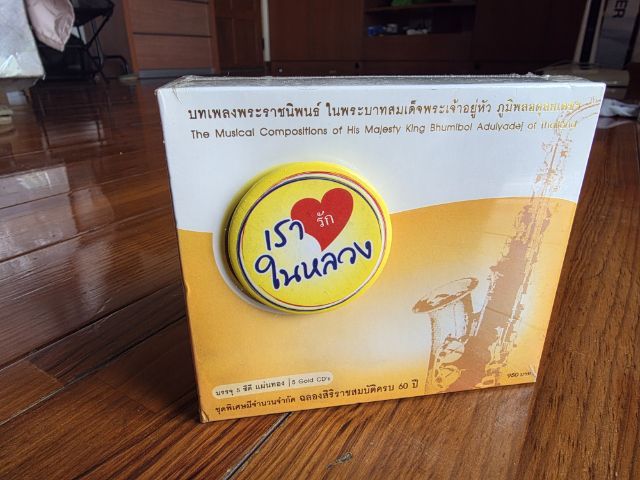 บทเพลงพระราชนิพนธ์ ในพระบาทสมเด็จพระเจ้าอยู่หัว ภูมิพลอดุลยเดช
The Musical Compositions of His Majesty King Bhumibol Adulyadej of Thailand
เรา รัก
ในหลวง
บรรจุ 5 ซีดี แผ่นทอง | 5 Gold CD's
950 บาท
ชุดพิเศษมีจำนวนจำกัด ฉลองสิริราชสมบัติครบ 60 ปี